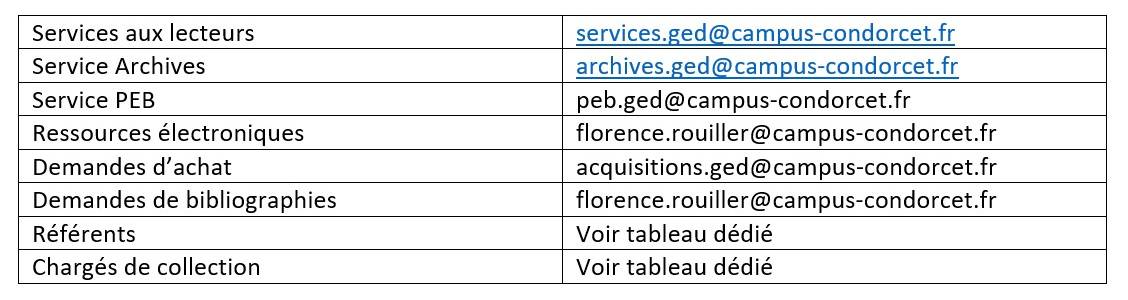 Services aux lecteurs services.ged@campus-condorcet.fr
Service Archives archives.ged@campus-condorcet.fr
Service PEB peb.ged@campus-condorcet.fr
Ressources électroniques florence.rouiller@campus-condorcet.fr
Demandes d’achat acquisitions.ged@campus-condorcet.fr
Demandes de bibliographies florence.rouiller@campus-condorcet.fr
Référents Voir tableau dédié
Chargés de collection Voir tableau dédié